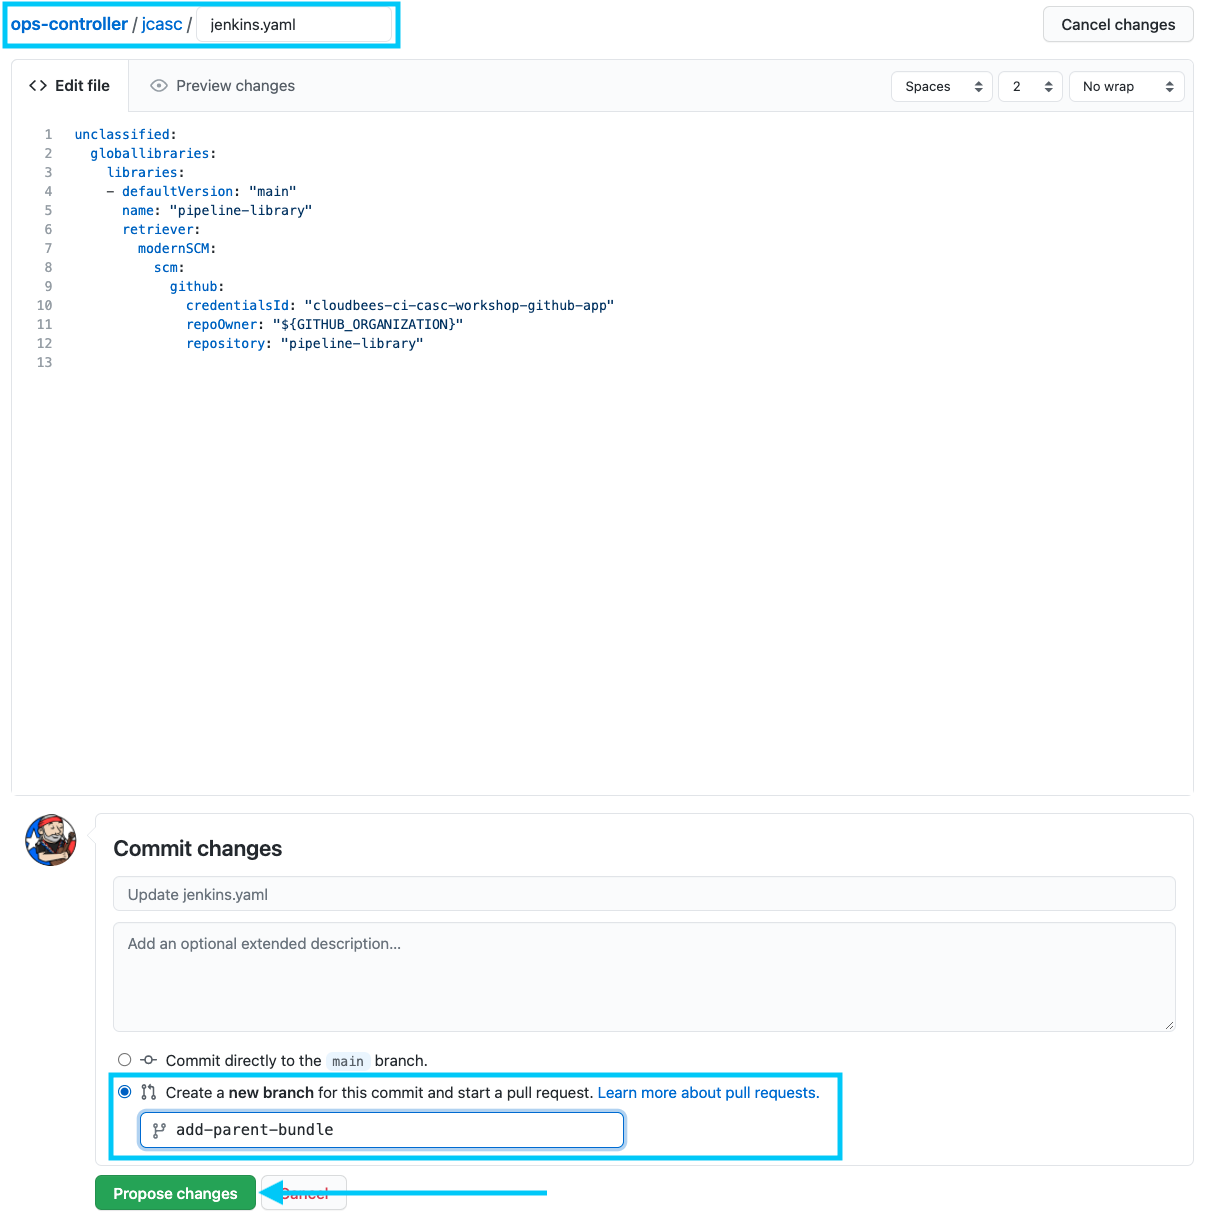 ops-controller / jcasc / jenkins.yaml
Cancel changes
Edit file
Preview changes
Spaces
2
No wrap
1 unclassified:
2   globallibraries:
3     libraries:
4     - defaultVersion: "main"
5       name: "pipeline-library"
6       retriever:
7         modernSCM:
8           scm:
9             github:
10               credentialsId: "cloudbees-ci-casc-workshop-github-app"
11               repoOwner: "${GITHUB_ORGANIZATION}"
12               repository: "pipeline-library"
13
Commit changes
Update jenkins.yaml
Add an optional extended description...
Commit directly to the main branch.
Create a new branch for this commit and start a pull request. Learn more about pull requests.
add-parent-bundle
Propose changes
Cancel